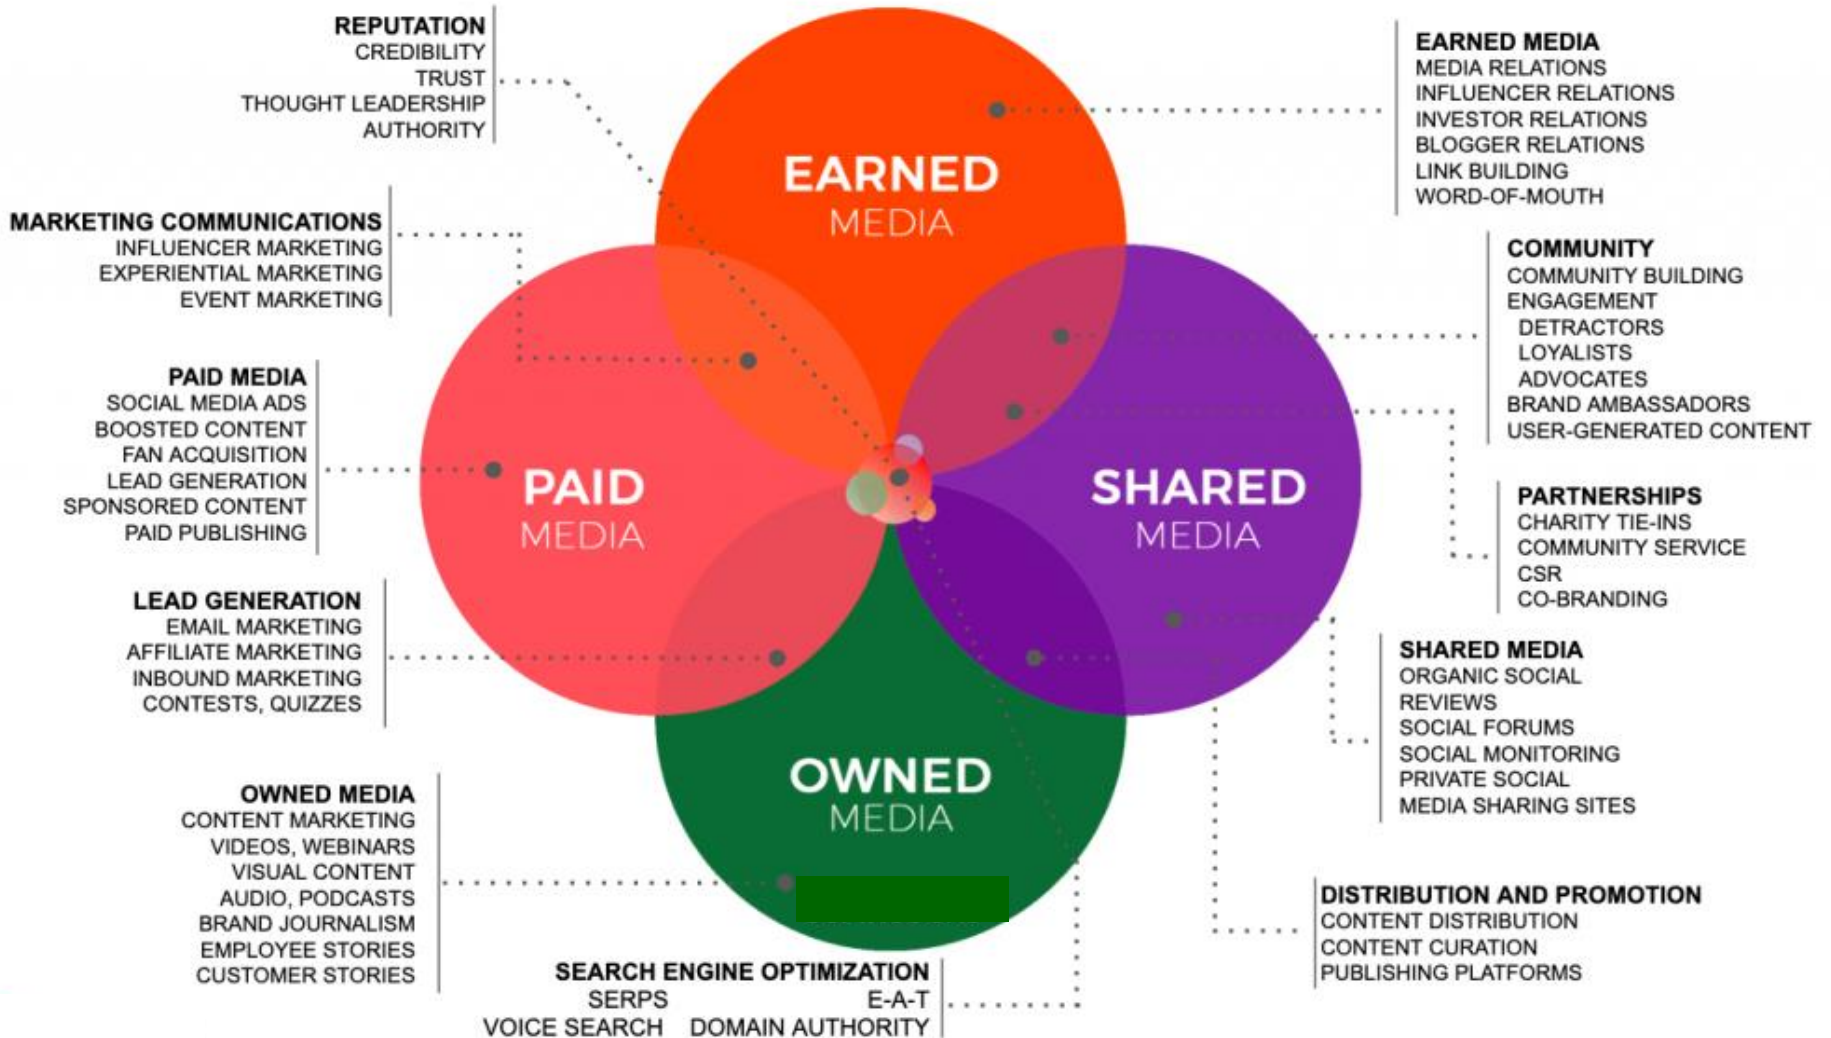 REPUTATION
CREDIBILITY
TRUST
THOUGHT LEADERSHIP
AUTHORITY
MARKETING COMMUNICATIONS
INFLUENCER MARKETING
EXPERIENTIAL MARKETING
EVENT MARKETING
PAID MEDIA
SOCIAL MEDIA ADS
BOOSTED CONTENT
FAN ACQUISITION
LEAD GENERATION
SPONSORED CONTENT
PAID PUBLISHING
LEAD GENERATION
EMAIL MARKETING
AFFILIATE MARKETING
INBOUND MARKETING
CONTESTS, QUIZZES
OWNED MEDIA
CONTENT MARKETING
VIDEOS, WEBINARS
VISUAL CONTENT
AUDIO, PODCASTS
BRAND JOURNALISM
EMPLOYEE STORIES
CUSTOMER STORIES
EARNED
MEDIA
PAID
MEDIA
SHARED
MEDIA
OWNED
MEDIA
SEARCH ENGINE OPTIMIZATION
SERPS E-A-T
VOICE SEARCH DOMAIN AUTHORITY
EARNED MEDIA
MEDIA RELATIONS
INFLUENCER RELATIONS
INVESTOR RELATIONS
BLOGGER RELATIONS
LINK BUILDING
WORD-OF-MOUTH
COMMUNITY
COMMUNITY BUILDING
ENGAGEMENT
DETRACTORS
LOYALISTS
ADVOCATES
BRAND AMBASSADORS
USER-GENERATED CONTENT
PARTNERSHIPS
CHARITY TIE-INS
COMMUNITY SERVICE
CSR
CO-BRANDING
SHARED MEDIA
ORGANIC SOCIAL
REVIEWS
SOCIAL FORUMS
SOCIAL MONITORING
PRIVATE SOCIAL
MEDIA SHARING SITES
DISTRIBUTION AND PROMOTION
CONTENT DISTRIBUTION
CONTENT CURATION
PUBLISHING PLATFORMS